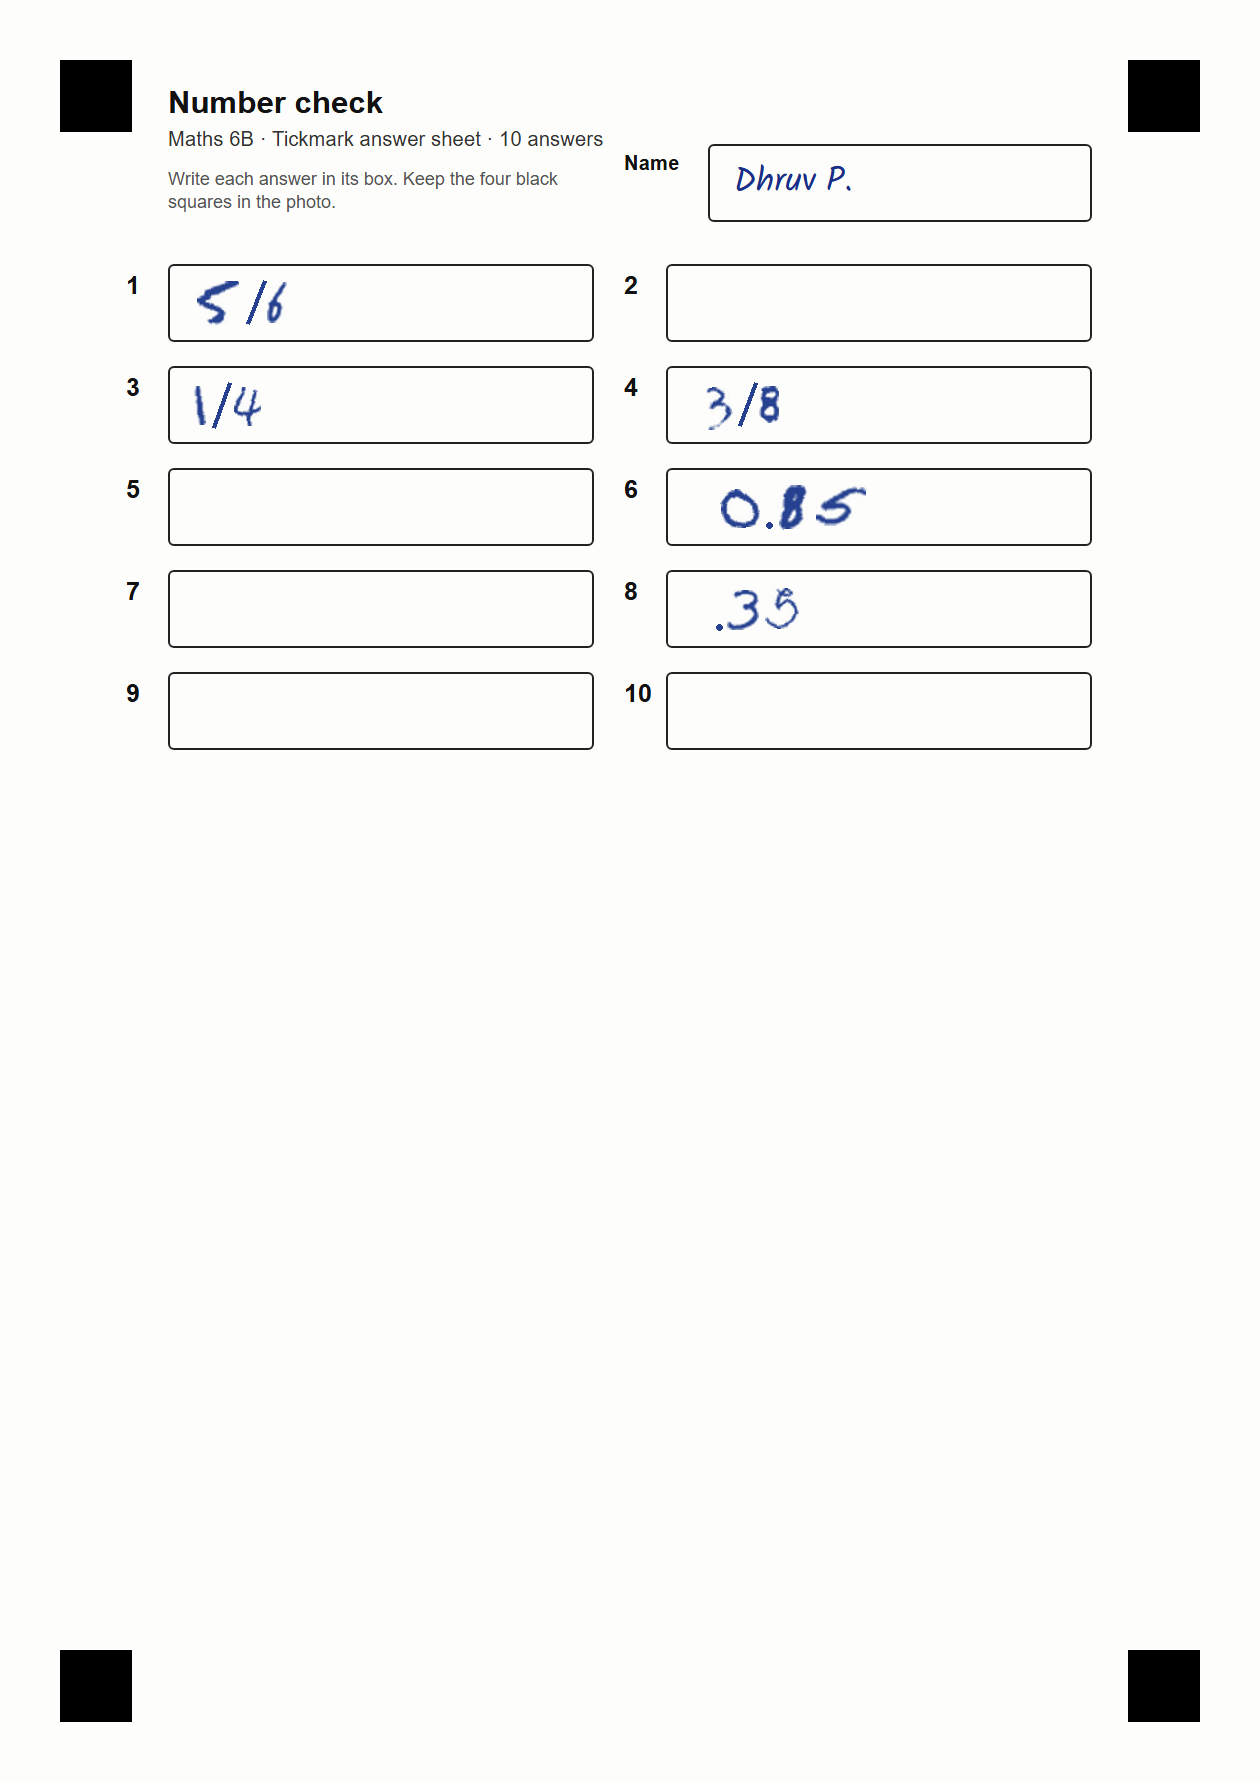 Number check
Maths 6B · Tickmark answer sheet · 10 answers
Write each answer in its box. Keep the four black
squares in the photo.
Name Dhruv P.
1 5/6
2
3 1/4
4 3/8
5
6 0.85
7
8 .35
9
10